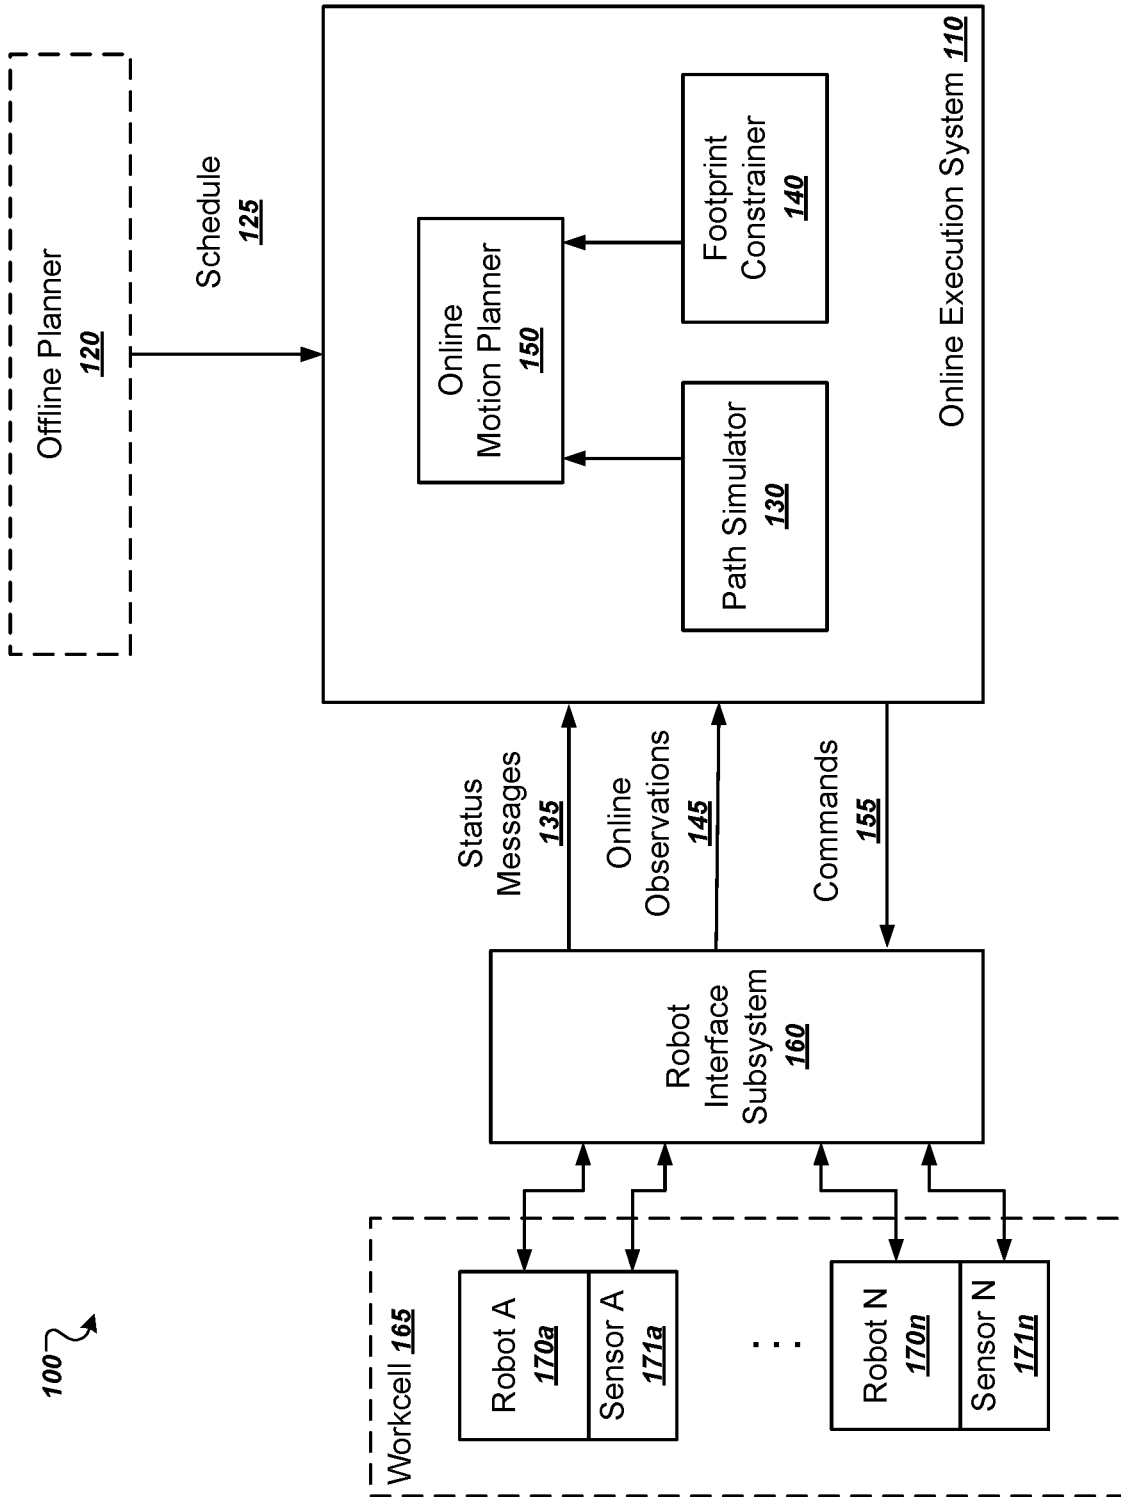 100
Offline Planner
120
Schedule
125
Online
Motion Planner
150
Path Simulator
130
Footprint
Constrainer
140
Online Execution System 110
Status
Messages
135
Online
Observations
145
Commands
155
Robot
Interface
Subsystem
160
Workcell 165
Robot A
170a
Sensor A
171a
. . .
Robot N
170n
Sensor N
171n